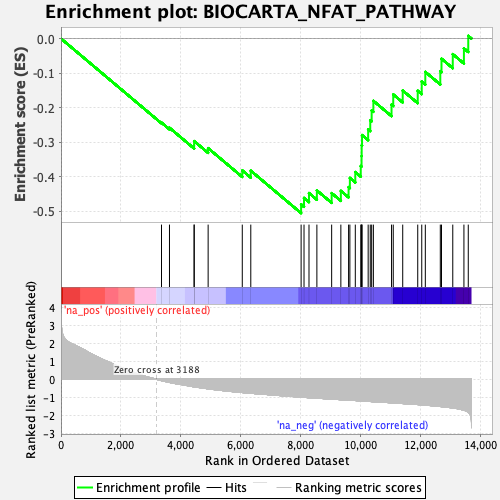 Enrichment plot: BIOCARTA_NFAT_PATHWAY
Enrichment score (ES)
0.0
-0.1
-0.2
-0.3
-0.4
-0.5
Ranked list metric (PreRanked)
4
3
2
1
0
-1
-2
-3
'na_pos' (positively correlated)
Zero cross at 3188
'na_neg' (negatively correlated)
0 2,000 4,000 6,000 8,000 10,000 12,000 14,000
Rank in Ordered Dataset
Enrichment profile Hits Ranking metric scores